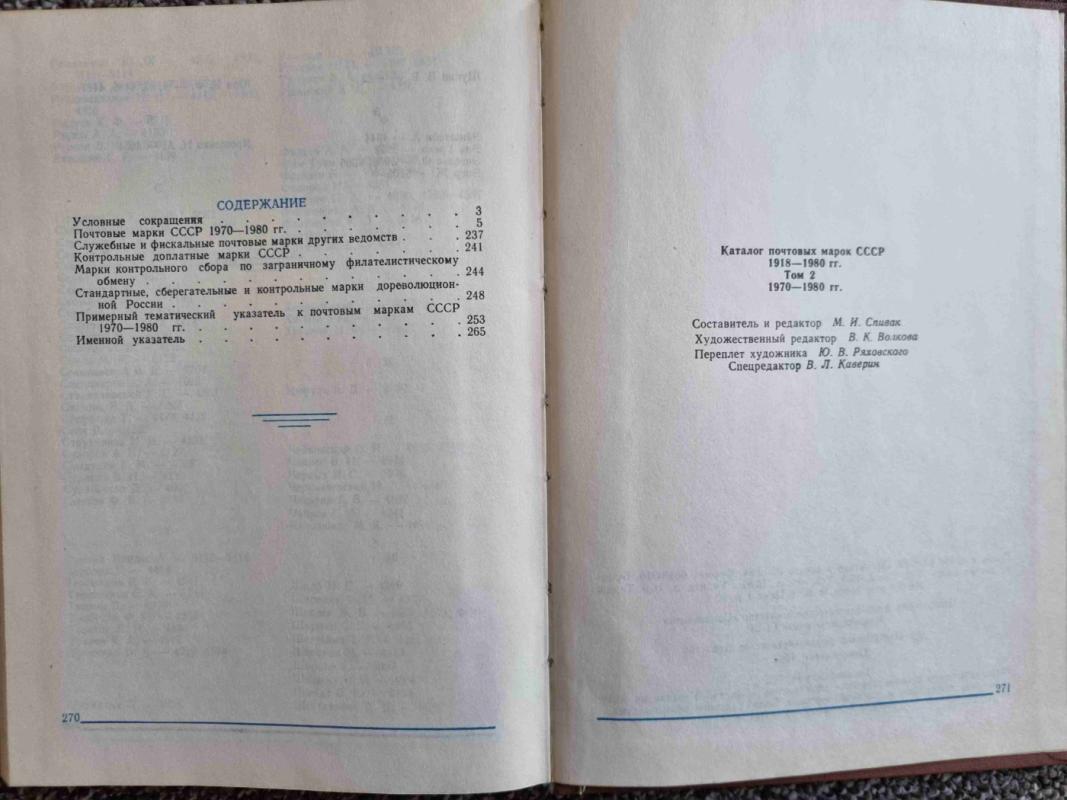 СОДЕРЖАНИЕ
Условные сокращения . . . . . . . . . . 3
Почтовые марки СССР 1970—1980 гг. . . . . . . . 5
Служебные и фискальные почтовые марки других ведомств . . . 237
Контрольные доплатные марки СССР . . . . . . . 241
Марки контрольного сбора по заграничному филателистическому
обмену . . . . . . . . . . . . . 244
Стандартные, сберегательные и контрольные марки дореволюцион-
ной России . . . . . . . . . . . . 248
Примерный тематический указатель к почтовым маркам СССР
1970—1980 гг. . . . . . . . . . . . 253
Именной указатель . . . . . . . . . . . 265
270
Каталог почтовых марок СССР
1918—1980 гг.
Том 2
1970—1980 гг.
Составитель и редактор М. И. Спивак
Художественный редактор В. К. Волкова
Переплет художника Ю. В. Ряховского
Спецредактор В. Л. Каверин
271